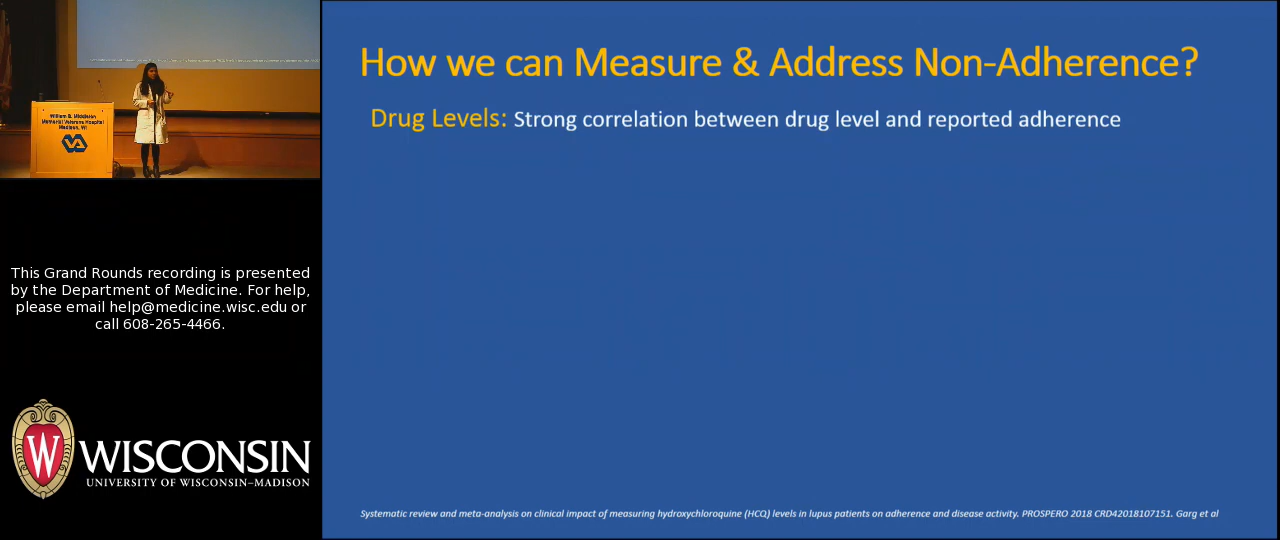 William S. Middleton
Memorial Veterans Hospital
Madison, WI
VA
This Grand Rounds recording is presented
by the Department of Medicine. For help,
please email help@medicine.wisc.edu or
call 608-265-4466.
W
WISCONSIN
UNIVERSITY OF WISCONSIN–MADISON
How we can Measure & Address Non-Adherence?
Drug Levels: Strong correlation between drug level and reported adherence
Systematic review and meta-analysis on clinical impact of measuring hydroxychloroquine (HCQ) levels in lupus patients on adherence and disease activity. PROSPERO 2018 CRD42018107151. Garg et al